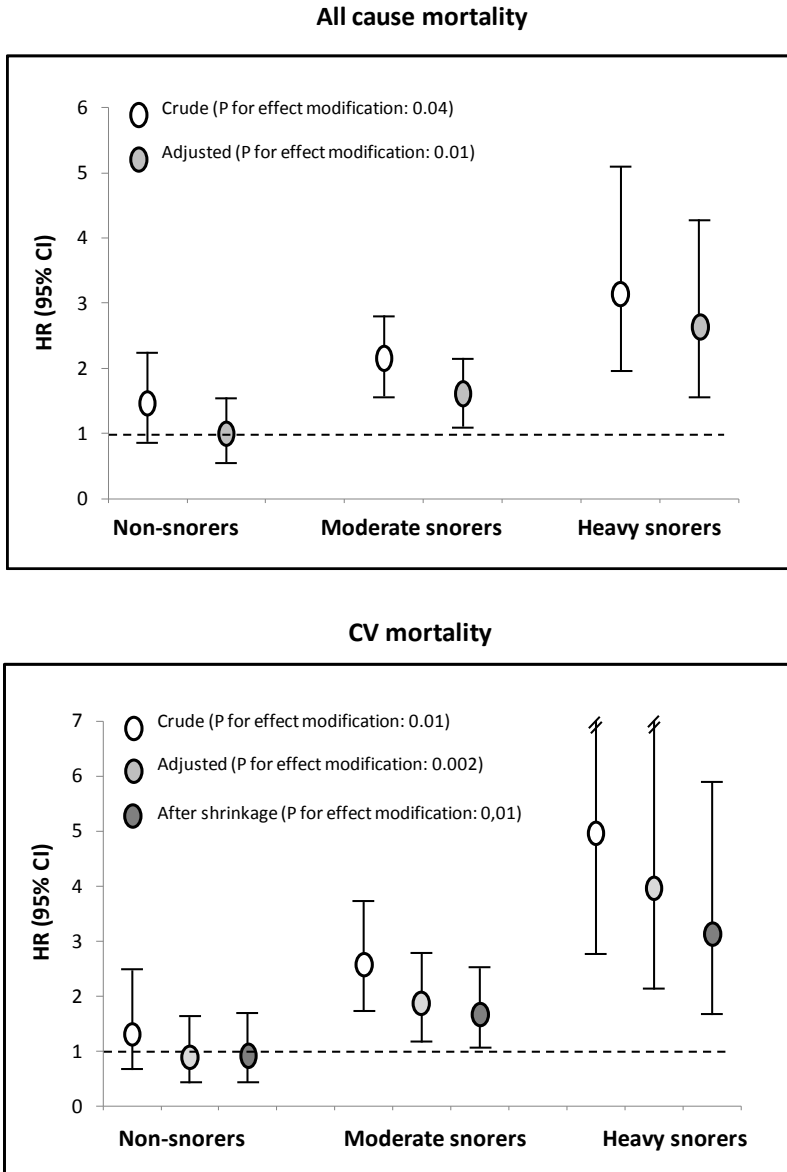 All cause mortality
HR (95% CI)
6
5
4
3
2
1
0
Crude (P for effect modification: 0.04)
Adjusted (P for effect modification: 0.01)
Non-snorers Moderate snorers Heavy snorers
CV mortality
HR (95% CI)
7
6
5
4
3
2
1
0
Crude (P for effect modification: 0.01)
Adjusted (P for effect modification: 0.002)
After shrinkage (P for effect modification: 0,01)
Non-snorers Moderate snorers Heavy snorers